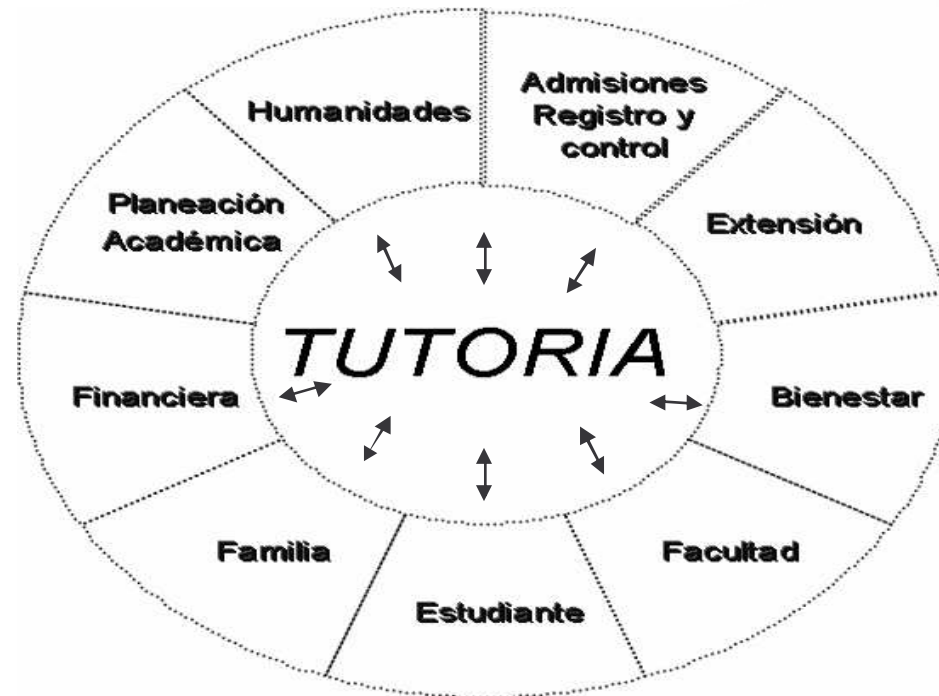 Humanidades
Admisiones
Registro y
control
Planeación
Académica
Extensión
TUTORIA
Financiera
Bienestar
Familia
Facultad
Estudiante